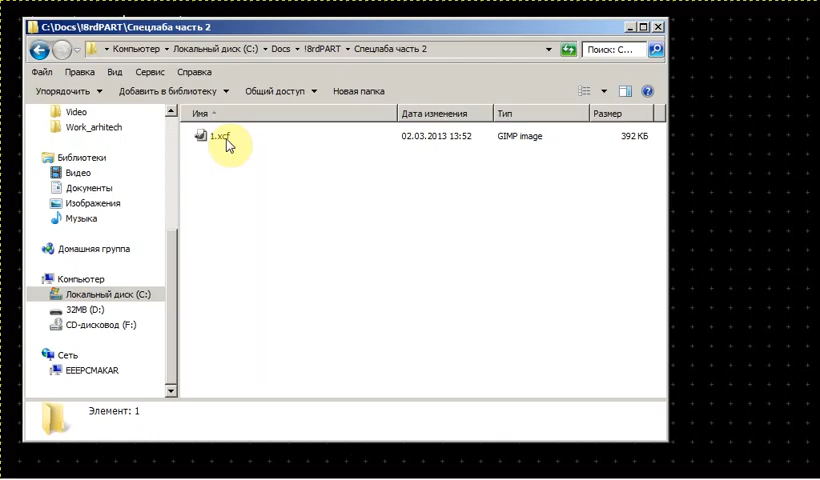 C:\Docs\!8rdPART\Спецлаба часть 2
Компьютер
Локальный диск (C:)
Docs
!8rdPART
Спецлаба часть 2
Поиск: С...
Файл
Правка
Вид
Сервис
Справка
Упорядочить
Добавить в библиотеку
Общий доступ
Новая папка
Video
Work_arhitech
Библиотеки
Видео
Документы
Изображения
Музыка
Домашняя группа
Компьютер
Локальный диск (C:)
32MB (D:)
CD-дисковод (F:)
Сеть
EEEPCMAKAR
Имя
Дата изменения
Тип
Размер
1.xcf
02.03.2013 13:52
GIMP image
392 КБ
Элемент: 1